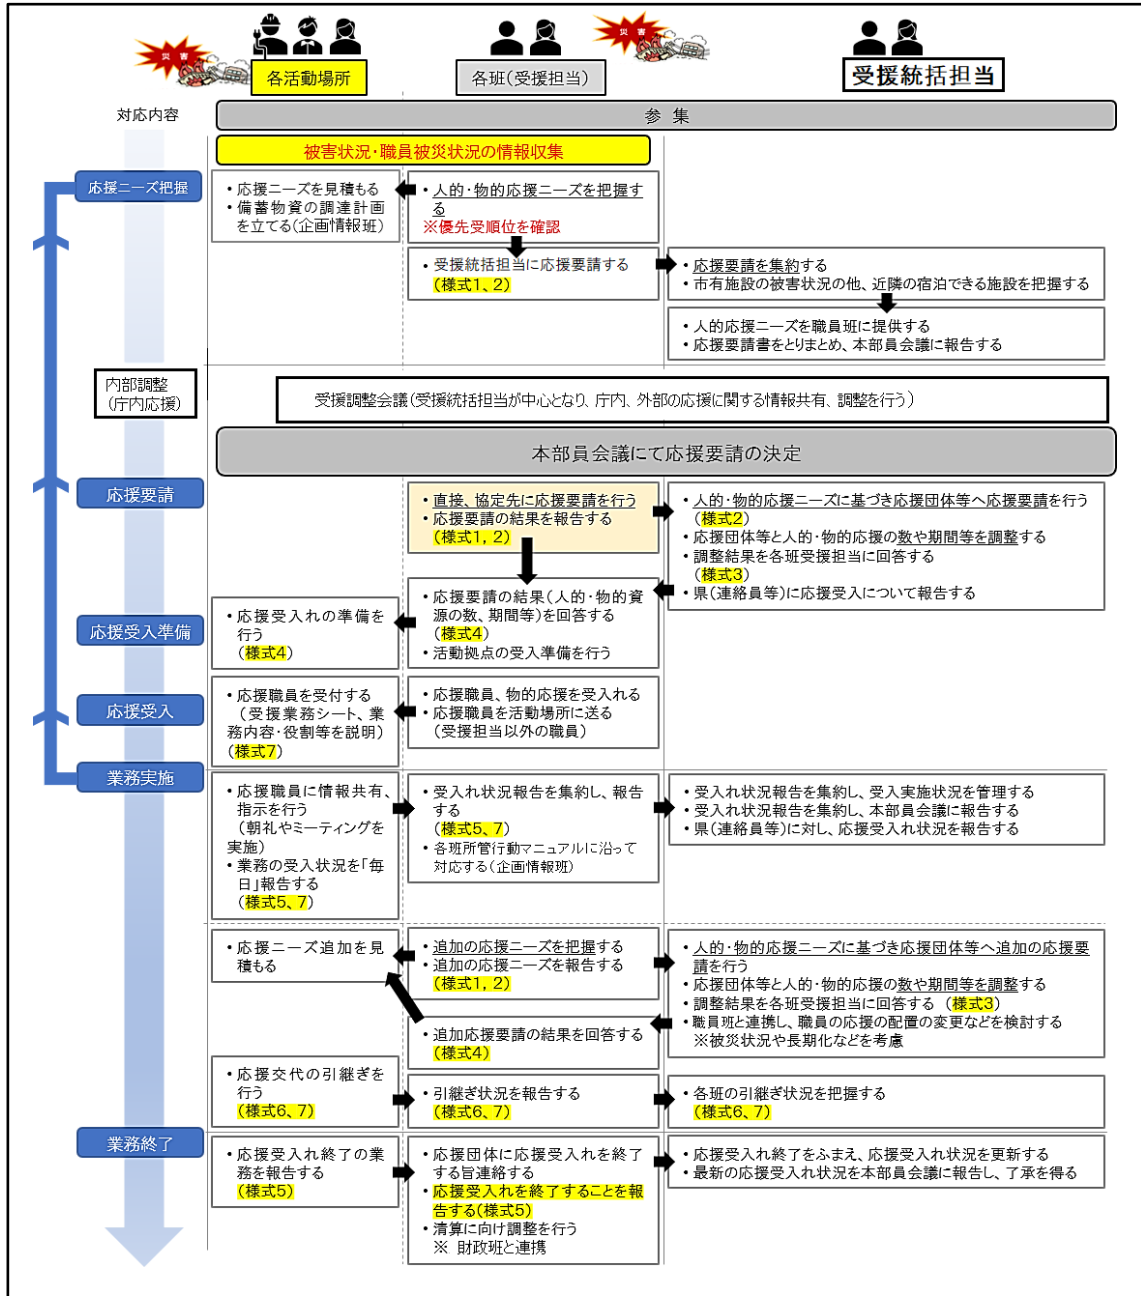 災 害
災 害
各活動場所
各班(受援担当)
受援統括担当
対応内容
参 集
被害状況・職員被災状況の情報収集
応援ニーズ把握
・応援ニーズを見積もる
・備蓄物資の調達計画
を立てる(企画情報班)
・人的・物的応援ニーズを把握す
る
※優先受順位を確認
・受援統括担当に応援要請する
(様式1、2)
・応援要請を集約する
・市有施設の被害状況の他、近隣の宿泊できる施設を把握する
・人的応援ニーズを職員班に提供する
・応援要請書をとりまとめ、本部員会議に報告する
内部調整
(庁内応援)
受援調整会議(受援統括担当が中心となり、庁内、外部の応援に関する情報共有、調整を行う)
本部員会議にて応援要請の決定
応援要請
・直接、協定先に応援要請を行う
・応援要請の結果を報告する
(様式1, 2)
・人的・物的応援ニーズに基づき応援団体等へ応援要請を行う
(様式2)
・応援団体等と人的・物的応援の数や期間等を調整する
・調整結果を各班受援担当に回答する
(様式3)
・県(連絡員等)に応援受入について報告する
応援受入準備
・応援受入れの準備を
行う
(様式4)
・応援要請の結果(人的・物的資
源の数、期間等)を回答する
(様式4)
・活動拠点の受入準備を行う
応援受入
・応援職員を受付する
(受援業務シート、業
務内容・役割等を説明)
(様式7)
・応援職員、物的応援を受入れる
・応援職員を活動場所に送る
(受援担当以外の職員)
業務実施
・応援職員に情報共有、
指示を行う
(朝礼やミーティングを
実施)
・業務の受入状況を「毎
日」報告する
(様式5、7)
・受入れ状況報告を集約し、報告
する
(様式5、7)
・各班所管行動マニュアルに沿って
対応する(企画情報班)
・受入れ状況報告を集約し、受入実施状況を管理する
・受入れ状況報告を集約し、本部員会議に報告する
・県(連絡員等)に対し、応援受入れ状況を報告する
・応援ニーズ追加を見
積もる
・追加の応援ニーズを把握する
・追加の応援ニーズを報告する
(様式1, 2)
・人的・物的応援ニーズに基づき応援団体等へ追加の応援要
請を行う
・応援団体等と人的・物的応援の数や期間等を調整する
・調整結果を各班受援担当に回答する (様式3)
・職員班と連携し、職員の応援の配置の変更などを検討する
※被災状況や長期化などを考慮
・追加応援要請の結果を回答する
(様式4)
・応援交代の引継ぎを
行う
(様式6、7)
・引継ぎ状況を報告する
(様式6、7)
・各班の引継ぎ状況を把握する
(様式6、7)
業務終了
・応援受入れ終了の業
務を報告する
(様式5)
・応援団体に応援受入れを終了
する旨連絡する
・応援受入れを終了することを報
告する(様式5)
・清算に向け調整を行う
※ 財政班と連携
・応援受入れ終了をふまえ、応援受入れ状況を更新する
・最新の応援受入れ状況を本部員会議に報告し、了承を得る